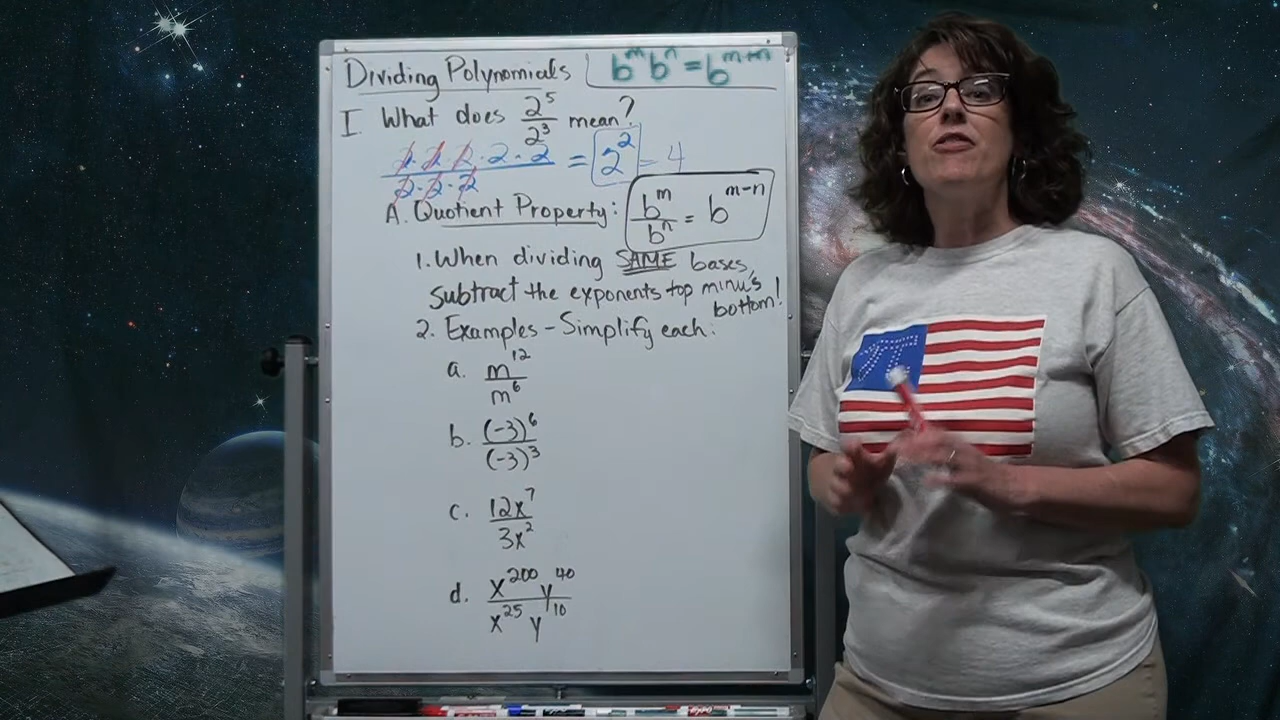 Dividing Polynomials
b^m b^n = b^(m+n)
I. What does 2^5/2^3 mean?
2·2·2·2·2/2·2·2 = 2^2 = 4
A. Quotient Property: b^m/b^n = b^(m-n)
1. When dividing SAME bases,
subtract the exponents top minus
bottom!
2. Examples - Simplify each:
a. m^12/m^6
b. (-3)^6/(-3)^3
c. 12x^7/3x^2
d. x^200 y^40/x^25 y^10
π